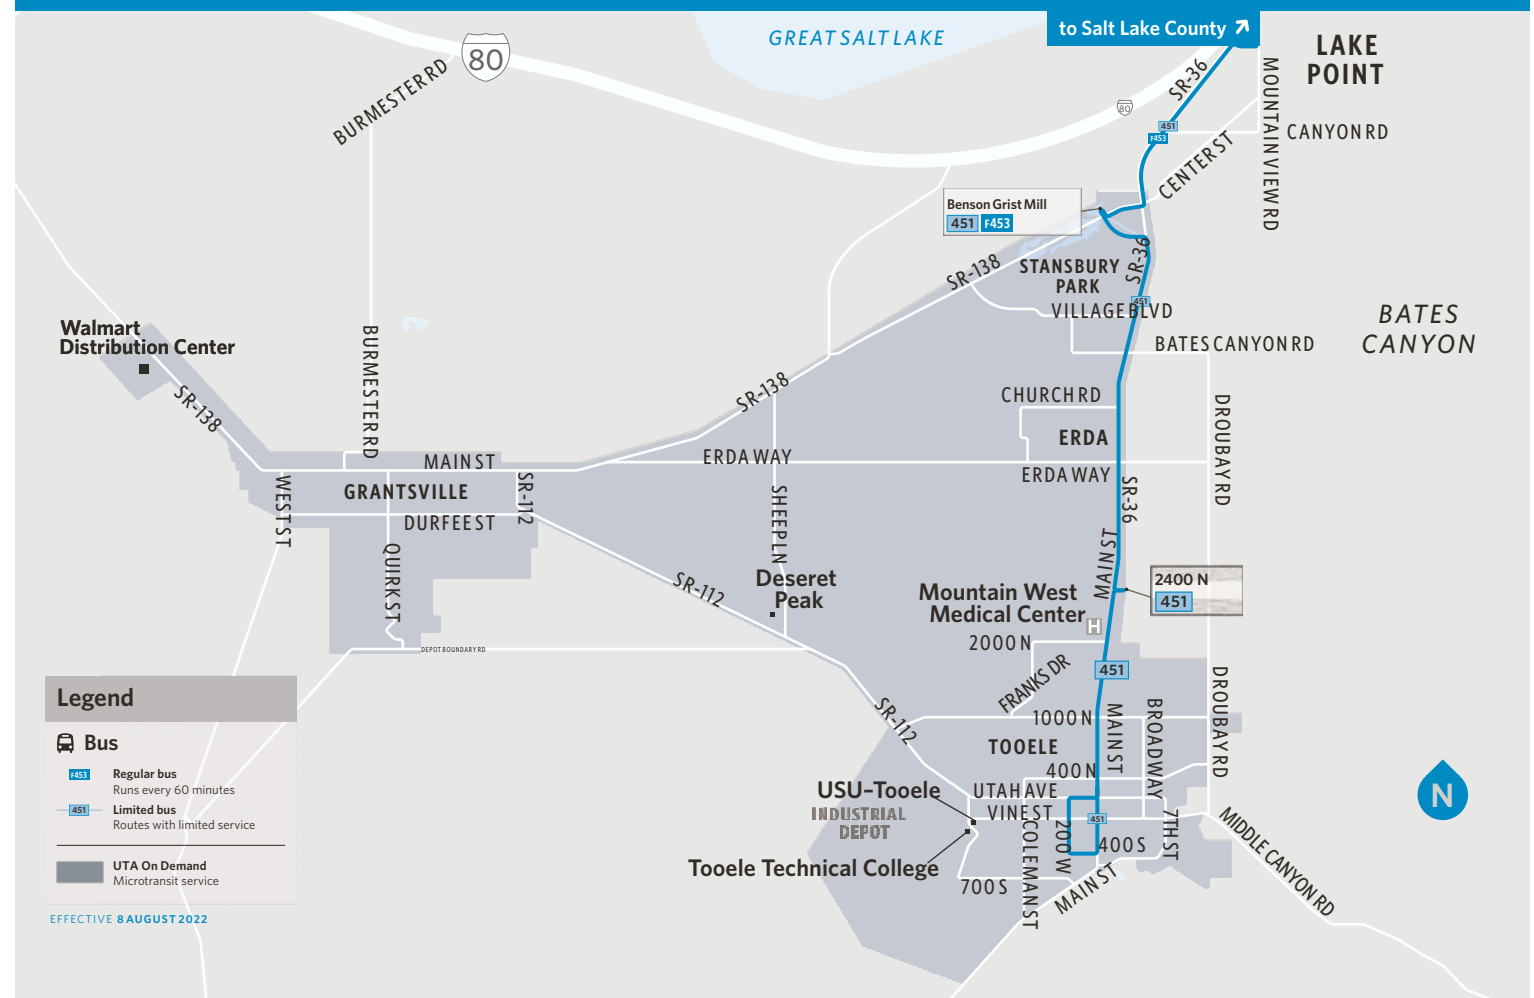 to Salt Lake County
GREAT SALT LAKE
LAKE
POINT
80
BURMESTER RD
SR-36
MOUNTAIN VIEW RD
80
451
F453
CANYON RD
CENTER ST
Benson Grist Mill
451 F453
SR-36
SR-138
STANSBURY
PARK
451
VILLAGE BLVD
BATES
CANYON
BATES CANYON RD
Walmart
Distribution Center
BURMESTER RD
SR-138
SR-138
CHURCH RD
DROUBAY RD
ERDA
MAIN ST
ERDA WAY
ERDA WAY
GRANTSVILLE
WEST ST
SR-112
SHEEP LN
SR-36
DURFEE ST
QUIRK ST
MAIN ST
SR-112
Deseret
Peak
Mountain West
Medical Center
H
2400 N
451
2000 N
DEPOT BOUNDARY RD
451
FRANKS DR
DROUBAY RD
SR-112
1000 N
MAIN ST
BROADWAY
TOOELE
400 N
USU–Tooele
UTAH AVE
INDUSTRIAL
DEPOT
VINE ST
451
200 W
COLEMAN ST
7TH ST
400 S
MIDDLE CANYON RD
Tooele Technical College
700 S
MAIN ST
N
Legend
Bus
F453 Regular bus
Runs every 60 minutes
451 Limited bus
Routes with limited service
UTA On Demand
Microtransit service
EFFECTIVE 8 AUGUST 2022